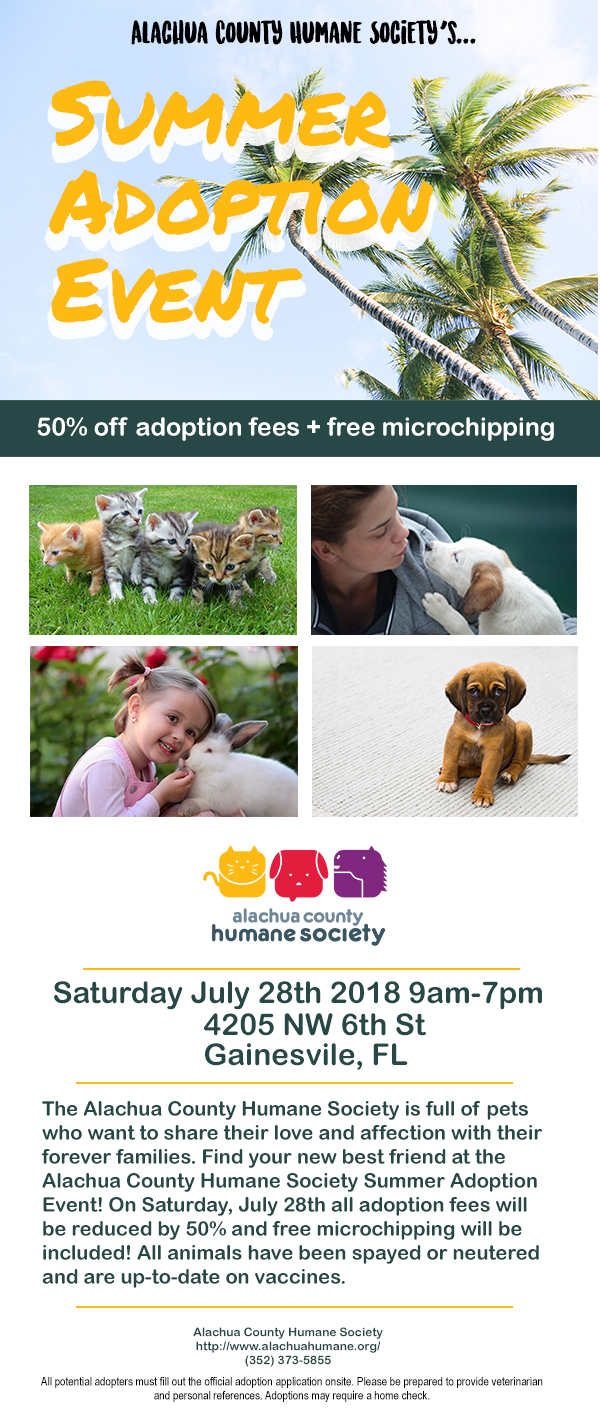 ALACHUA COUNTY HUMANE SOCiETY'S...
SUMMER
ADOPTION
EVENT
50% off adoption fees + free microchipping
alachua county
humane society
Saturday July 28th 2018 9am-7pm
4205 NW 6th St
Gainesvile, FL
The Alachua County Humane Society is full of pets
who want to share their love and affection with their
forever families. Find your new best friend at the
Alachua County Humane Society Summer Adoption
Event! On Saturday, July 28th all adoption fees will
be reduced by 50% and free microchipping will be
included! All animals have been spayed or neutered
and are up-to-date on vaccines.
Alachua County Humane Society
http://www.alachuahumane.org/
(352) 373-5855
All potential adopters must fill out the official adoption application onsite. Please be prepared to provide veterinarian
and personal references. Adoptions may require a home check.